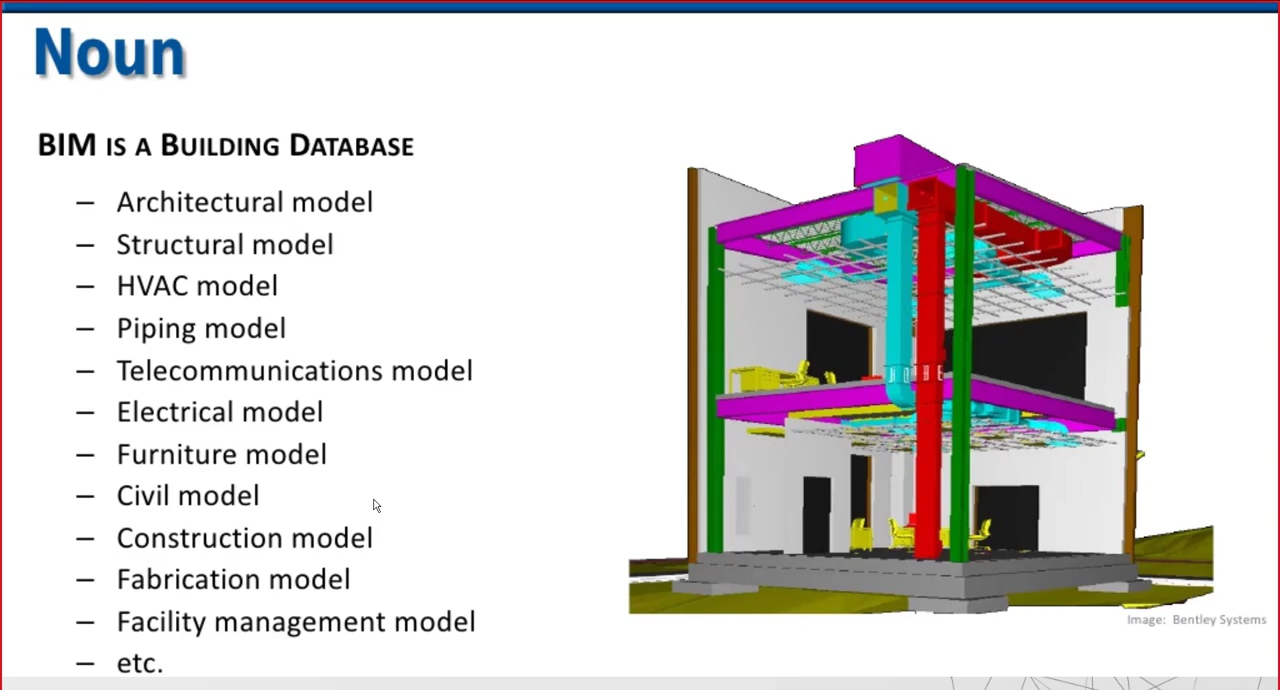 Noun
BIM IS A BUILDING DATABASE
– Architectural model
– Structural model
– HVAC model
– Piping model
– Telecommunications model
– Electrical model
– Furniture model
– Civil model
– Construction model
– Fabrication model
– Facility management model
– etc.
Image: Bentley Systems